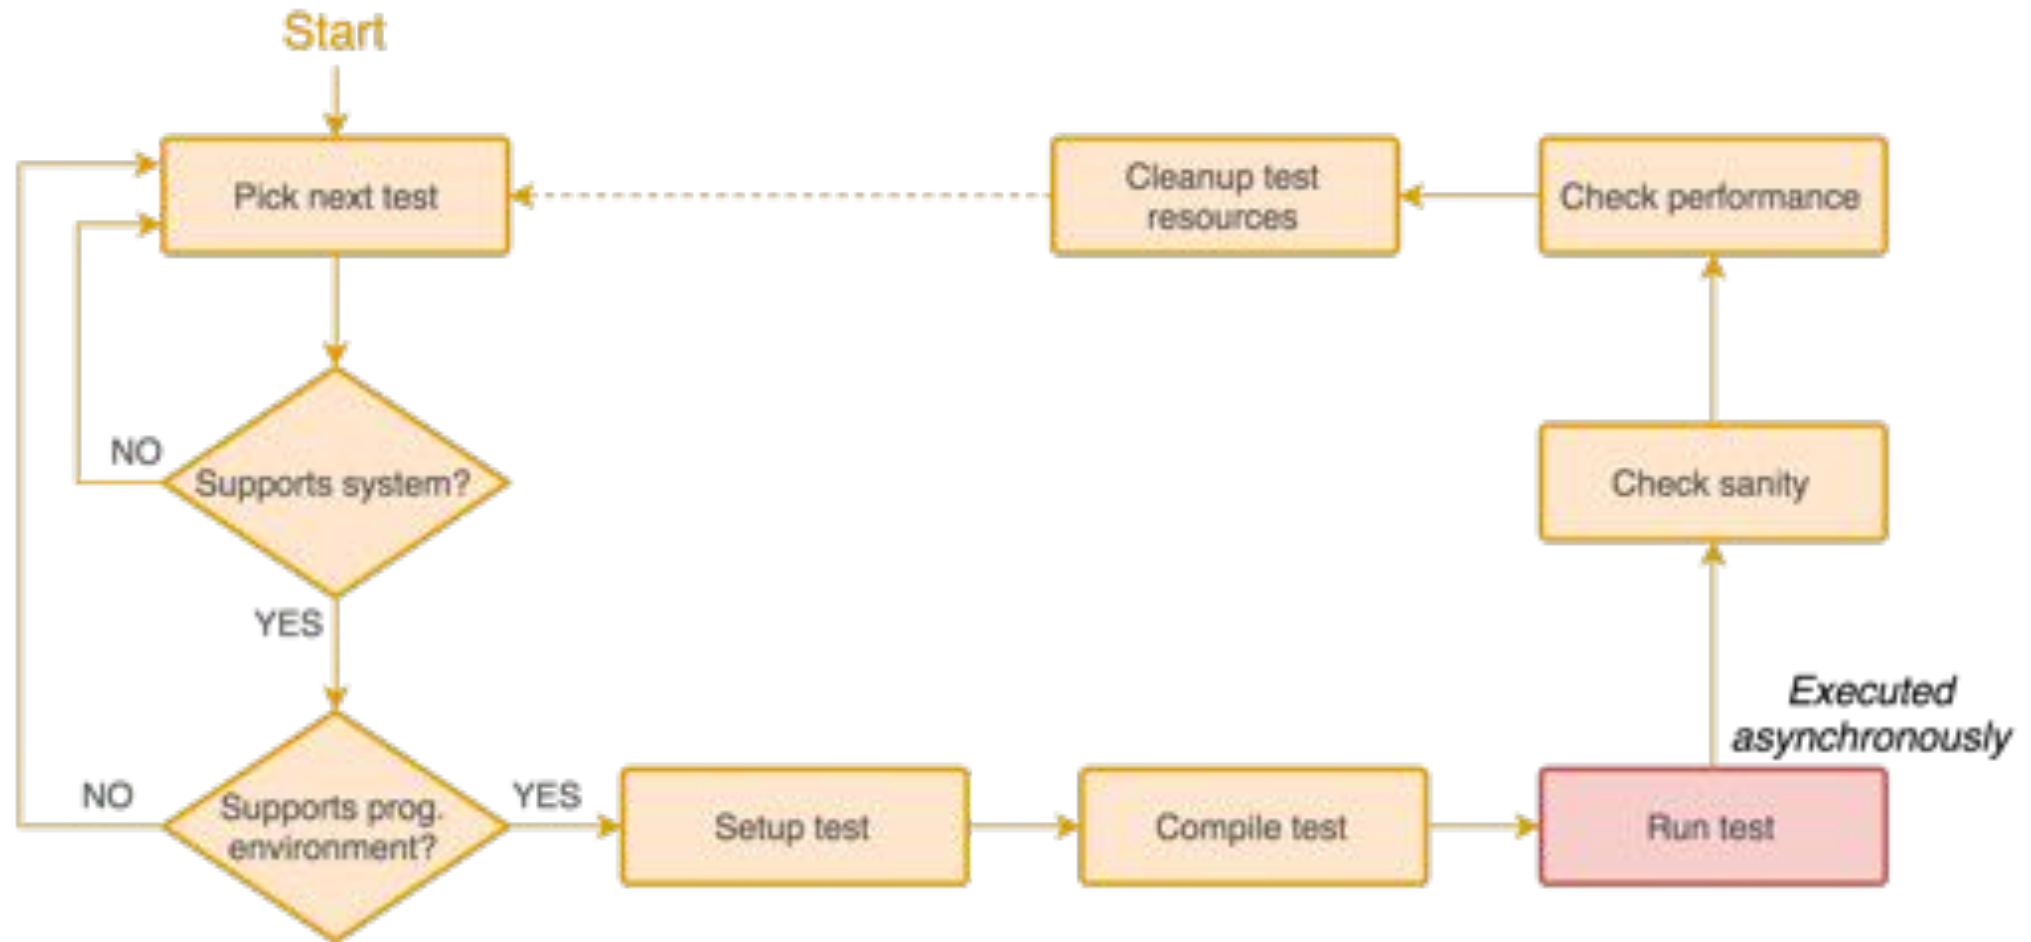 Start
Pick next test
Cleanup test
resources
Check performance
NO
Supports system?
Check sanity
YES
Executed
asynchronously
NO
Supports prog.
environment?
YES
Setup test
Compile test
Run test